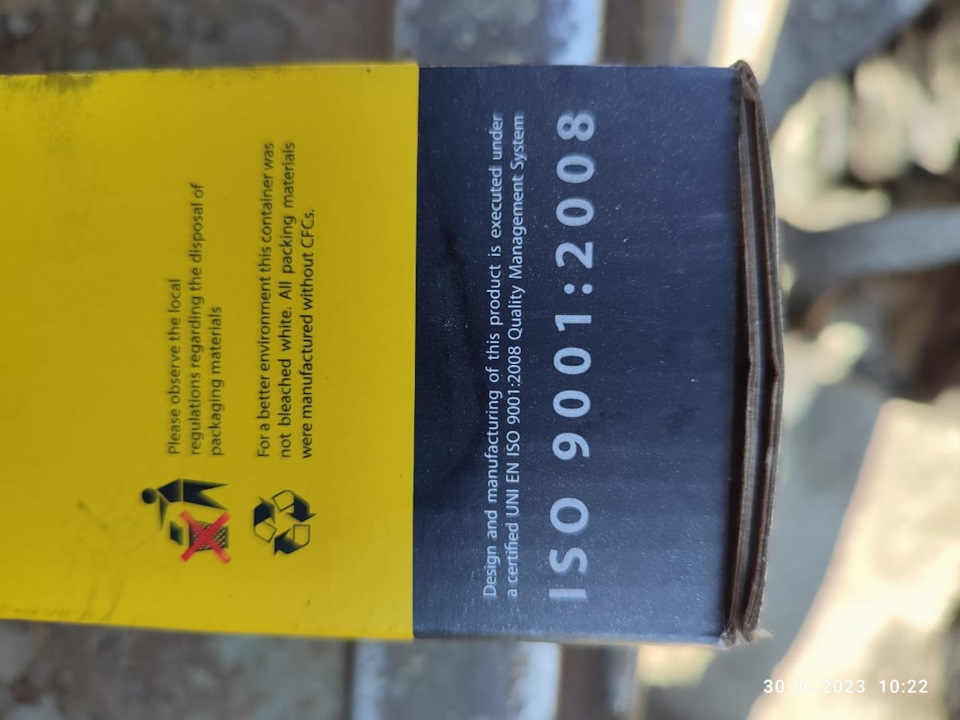 Please observe the local
regulations regarding the disposal of
packaging materials
For a better environment this container was
not bleached white. All packing materials
were manufactured without CFCs.
Design and manufacturing of this product is executed under
a certified UNI EN ISO 9001:2008 Quality Management System
ISO 9001:2008
30.06.2023 10:22